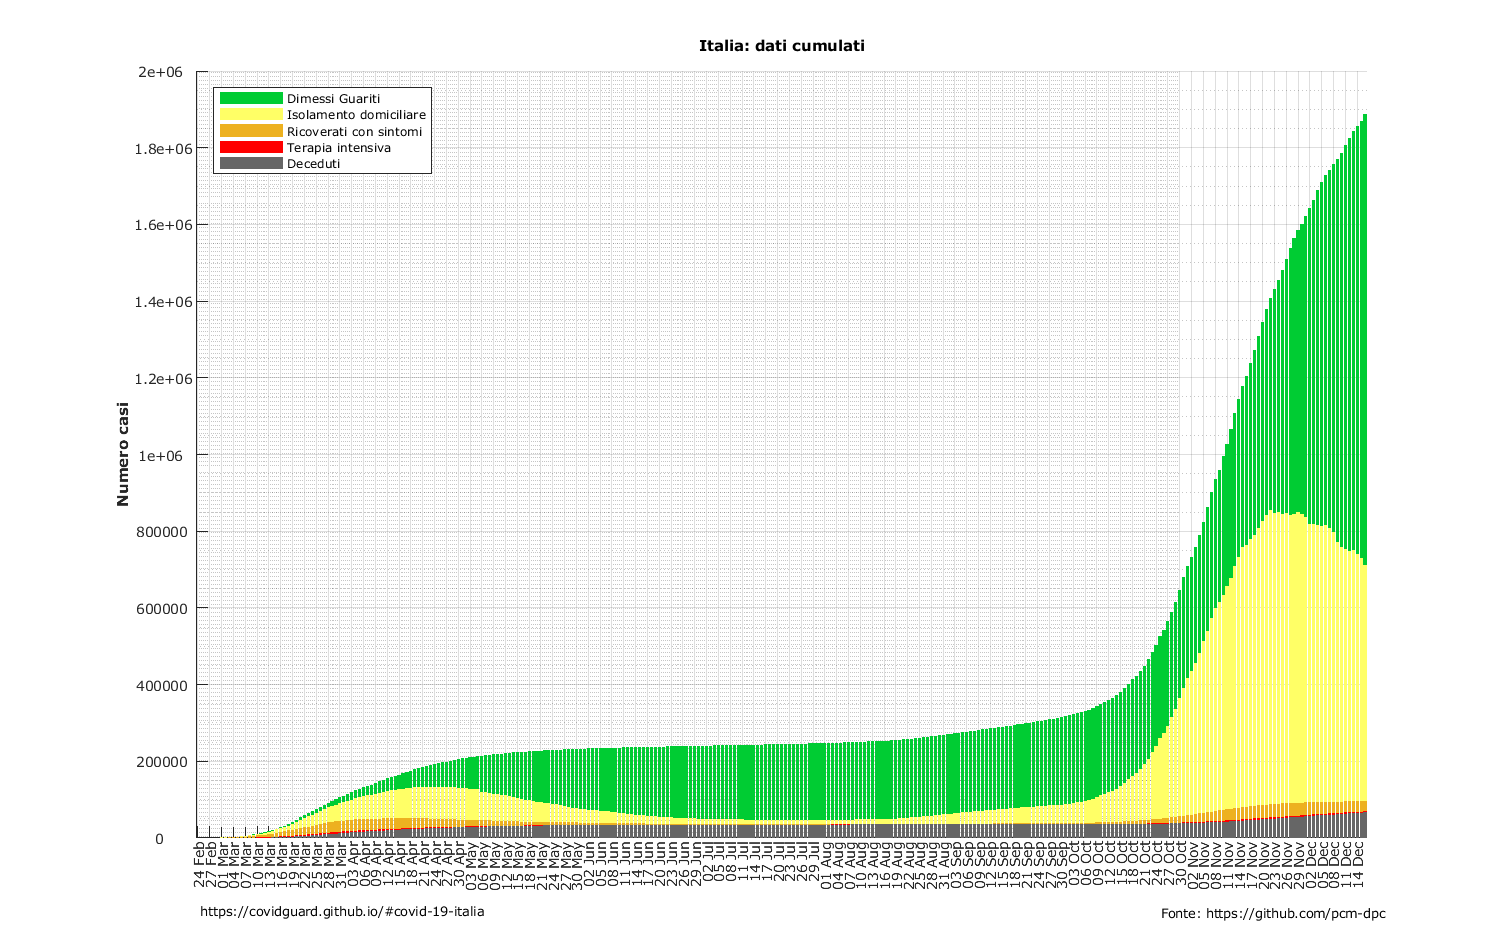 Italia: dati cumulati
2e+06
1.8e+06
1.6e+06
1.4e+06
1.2e+06
1e+06
800000
600000
400000
200000
0
Numero casi
Dimessi Guariti
Isolamento domiciliare
Ricoverati con sintomi
Terapia intensiva
Deceduti
24 Feb
27 Feb
01 Mar
04 Mar
07 Mar
10 Mar
13 Mar
16 Mar
19 Mar
22 Mar
25 Mar
28 Mar
31 Mar
03 Apr
06 Apr
09 Apr
12 Apr
15 Apr
18 Apr
21 Apr
24 Apr
27 Apr
30 Apr
03 May
06 May
09 May
12 May
15 May
18 May
21 May
24 May
27 May
30 May
02 Jun
05 Jun
08 Jun
11 Jun
14 Jun
17 Jun
20 Jun
23 Jun
26 Jun
29 Jun
02 Jul
05 Jul
08 Jul
11 Jul
14 Jul
17 Jul
20 Jul
23 Jul
26 Jul
29 Jul
01 Aug
04 Aug
07 Aug
10 Aug
13 Aug
16 Aug
19 Aug
22 Aug
25 Aug
28 Aug
31 Aug
03 Sep
06 Sep
09 Sep
12 Sep
15 Sep
18 Sep
21 Sep
24 Sep
27 Sep
30 Sep
03 Oct
06 Oct
09 Oct
12 Oct
15 Oct
18 Oct
21 Oct
24 Oct
27 Oct
30 Oct
02 Nov
05 Nov
08 Nov
11 Nov
14 Nov
17 Nov
20 Nov
23 Nov
26 Nov
29 Nov
02 Dec
05 Dec
08 Dec
11 Dec
14 Dec
https://covidguard.github.io/#covid-19-italia
Fonte: https://github.com/pcm-dpc